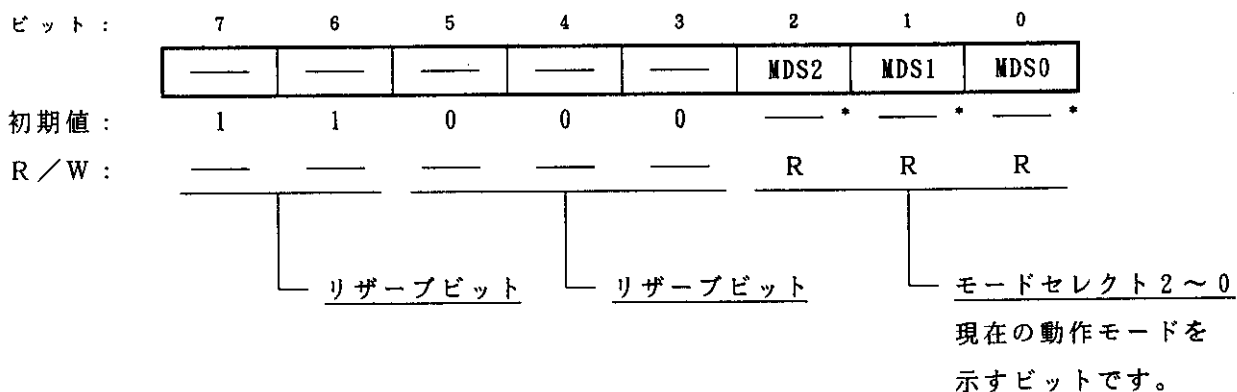 ビット： 7 6 5 4 3 2 1 0
― ― ― ― ― MDS2 MDS1 MDS0
初期値： 1 1 0 0 0 ―* ―* ―*
R／W： ― ― ― ― ― R R R
リザーブビット リザーブビット モードセレクト2～0
現在の動作モードを
示すビットです。